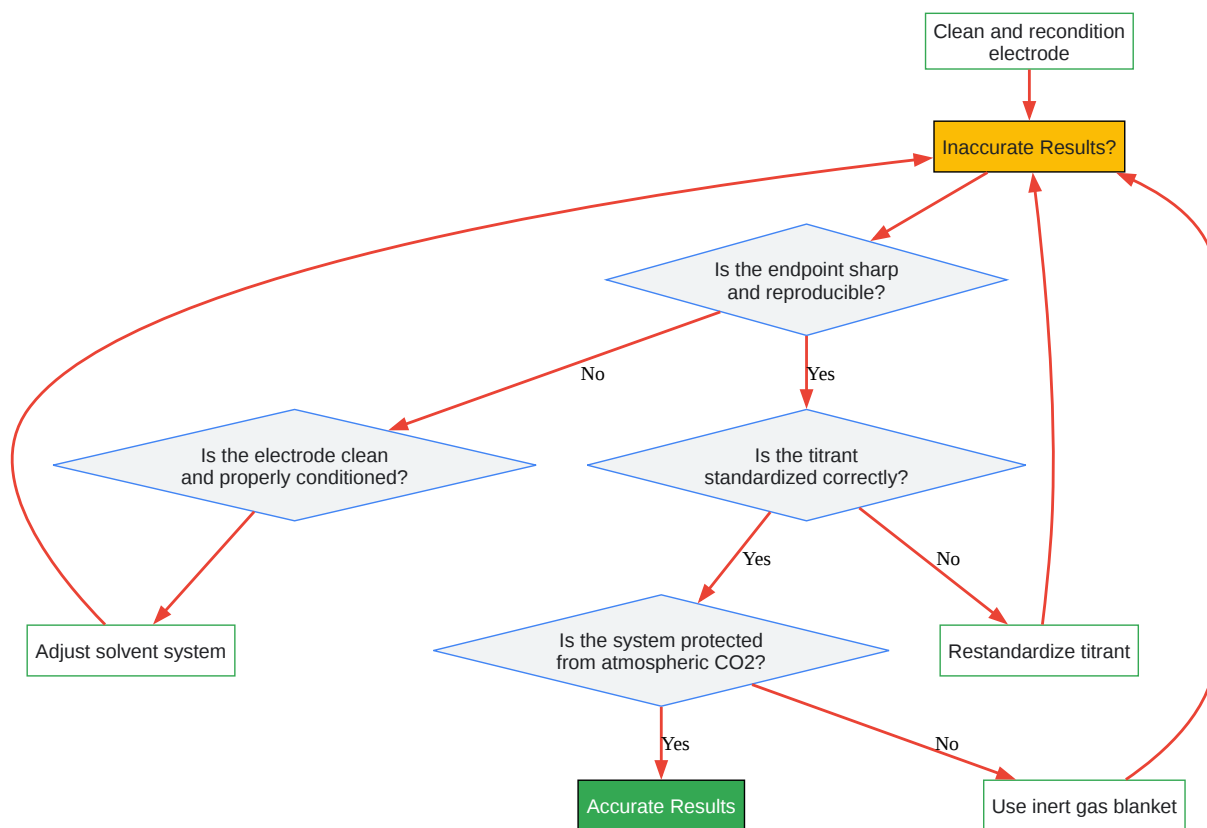 Clean and recondition
electrode
Inaccurate Results?
Is the endpoint sharp
and reproducible?
No
Yes
Is the electrode clean
and properly conditioned?
Is the titrant
standardized correctly?
Yes
No
Adjust solvent system
Is the system protected
from atmospheric CO2?
Restandardize titrant
Yes
No
Accurate Results
Use inert gas blanket